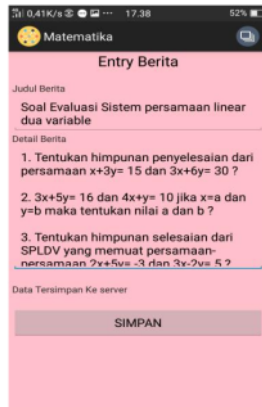 0,41K/s 17.38 52%
Matematika
Entry Berita
Judul Berita
Soal Evaluasi Sistem persamaan linear
dua variable
Detail Berita
1. Tentukan himpunan penyelesaian dari
persamaan x+3y= 15 dan 3x+6y= 30 ?
2. 3x+5y= 16 dan 4x+y= 10 jika x=a dan
y=b maka tentukan nilai a dan b ?
3. Tentukan himpunan selesaian dari
SPLDV yang memuat persamaan-
persamaan 2x+5y= -3 dan 3x-2y= 5 ?
Data Tersimpan Ke server
SIMPAN